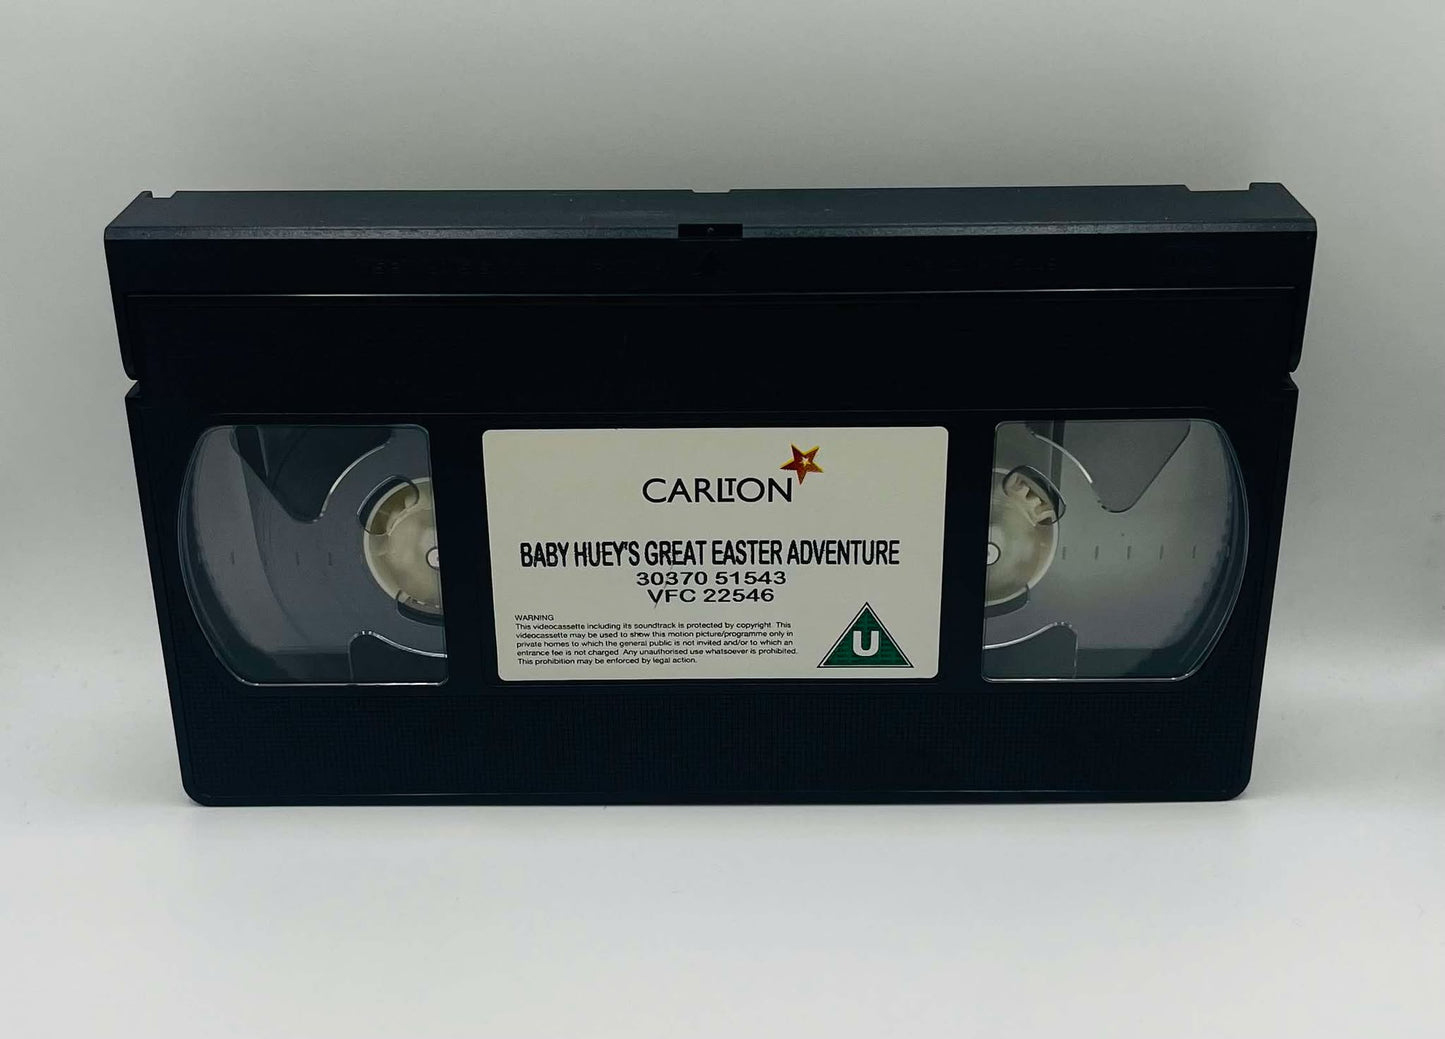 CARLTON
BABY HUEY'S GREAT EASTER ADVENTURE
30370 51543
VFC 22546
WARNING
This videocassette including its soundtrack is protected by copyright. This
videocassette may be used to show this motion picture/programme only in
private homes to which the general public is not invited and/or to which an
entrance fee is not charged. Any unauthorised use whatsoever is prohibited.
This prohibition may be enforced by legal action.
U